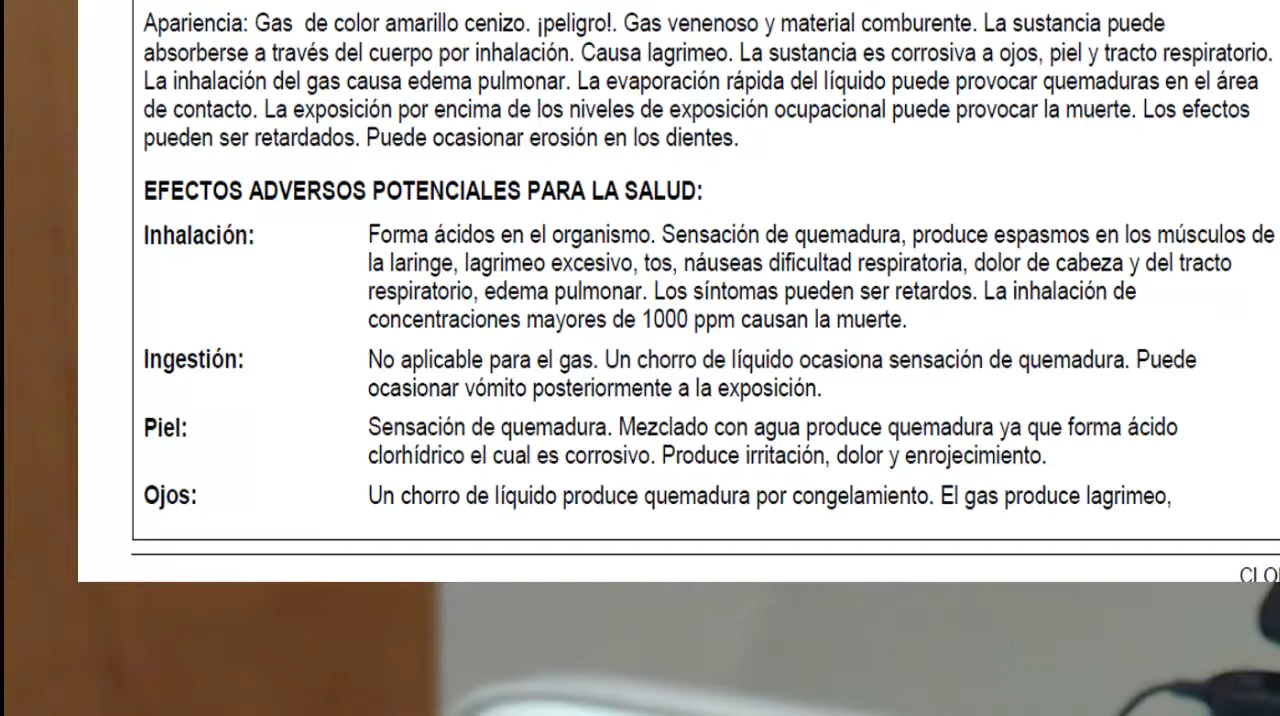 Apariencia: Gas de color amarillo cenizo. ¡peligro!. Gas venenoso y material comburente. La sustancia puede
absorberse a través del cuerpo por inhalación. Causa lagrimeo. La sustancia es corrosiva a ojos, piel y tracto respiratorio.
La inhalación del gas causa edema pulmonar. La evaporación rápida del líquido puede provocar quemaduras en el área
de contacto. La exposición por encima de los niveles de exposición ocupacional puede provocar la muerte. Los efectos
pueden ser retardados. Puede ocasionar erosión en los dientes.
EFECTOS ADVERSOS POTENCIALES PARA LA SALUD:
Inhalación: Forma ácidos en el organismo. Sensación de quemadura, produce espasmos en los músculos de
la laringe, lagrimeo excesivo, tos, náuseas dificultad respiratoria, dolor de cabeza y del tracto
respiratorio, edema pulmonar. Los síntomas pueden ser retardos. La inhalación de
concentraciones mayores de 1000 ppm causan la muerte.
Ingestión: No aplicable para el gas. Un chorro de líquido ocasiona sensación de quemadura. Puede
ocasionar vómito posteriormente a la exposición.
Piel: Sensación de quemadura. Mezclado con agua produce quemadura ya que forma ácido
clorhídrico el cual es corrosivo. Produce irritación, dolor y enrojecimiento.
Ojos: Un chorro de líquido produce quemadura por congelamiento. El gas produce lagrimeo,